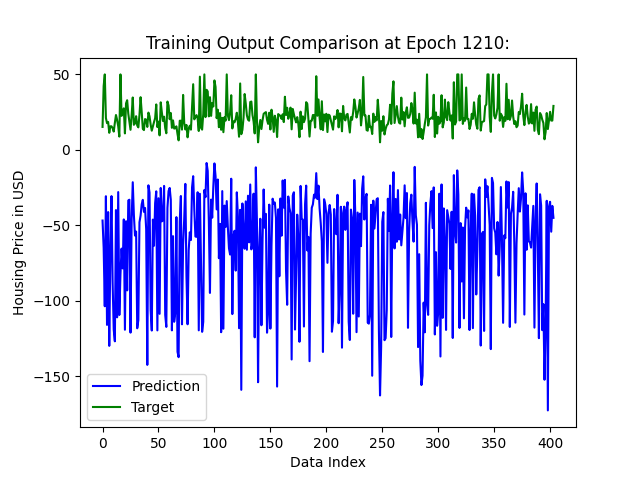 Training Output Comparison at Epoch 1210:
50
0
−50
−100
−150
Housing Price in USD
Prediction
Target
0 50 100 150 200 250 300 350 400
Data Index